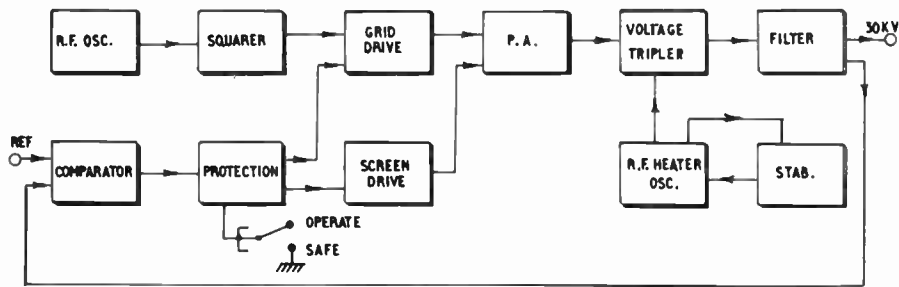 R.F. OSC.
SQUARER
GRID
DRIVE
P.A.
VOLTAGE
TRIPLER
FILTER
30KV
REF
COMPARATOR
PROTECTION
SCREEN
DRIVE
R.F. HEATER
OSC.
STAB.
OPERATE
SAFE